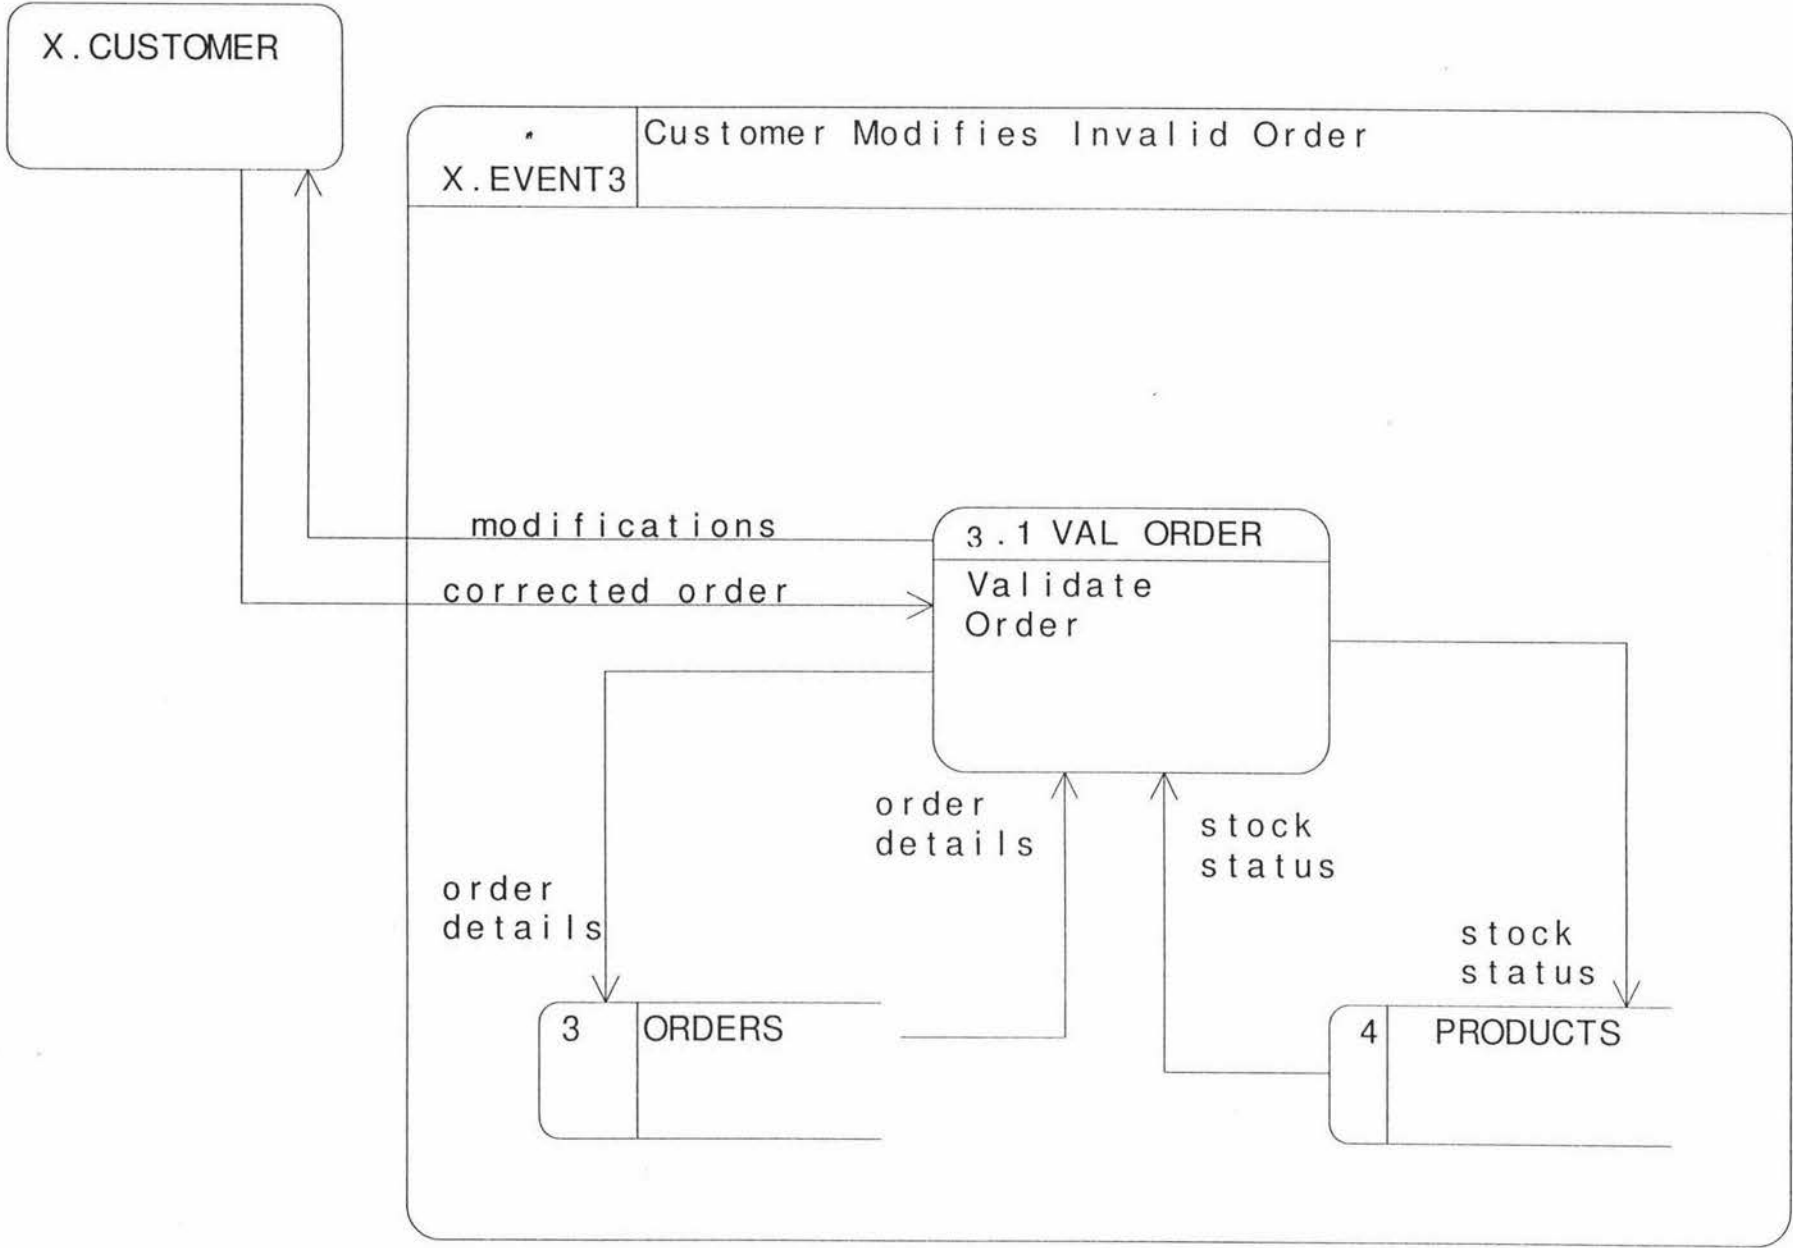 X.CUSTOMER
Customer Modifies Invalid Order
X.EVENT3
modifications
3.1 VAL ORDER
corrected order
Validate
Order
order
details
stock
status
order
details
stock
status
3 ORDERS
4 PRODUCTS